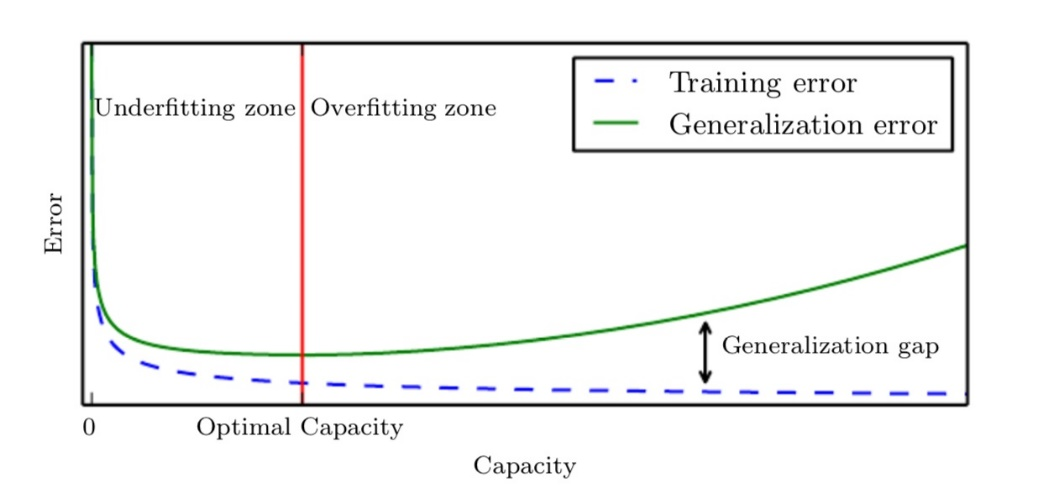 Training error
Generalization error
Underfitting zone
Overfitting zone
Error
Generalization gap
0
Optimal Capacity
Capacity